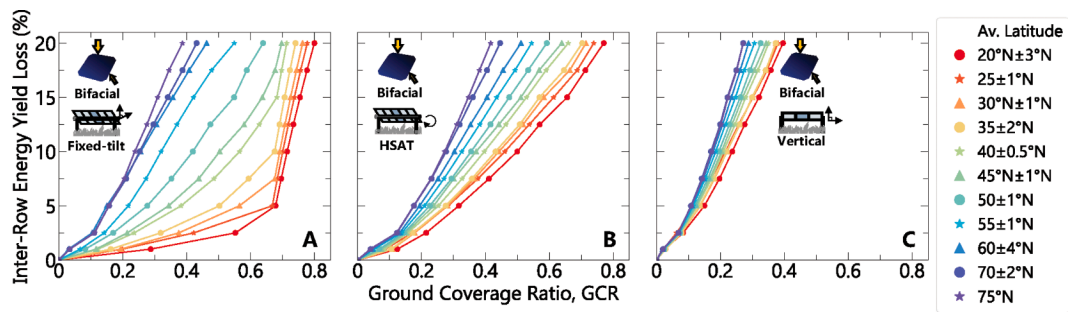 Inter-Row Energy Yield Loss (%)
20
15
10
5
0
Bifacial
Fixed-tilt
A
0 0.2 0.4 0.6 0.8
Bifacial
HSAT
B
0 0.2 0.4 0.6 0.8
Bifacial
Vertical
C
0 0.2 0.4 0.6 0.8
Ground Coverage Ratio, GCR
Av. Latitude
20°N±3°N
25±1°N
30°N±1°N
35±2°N
40±0.5°N
45°N±1°N
50±1°N
55±1°N
60±4°N
70±2°N
75°N